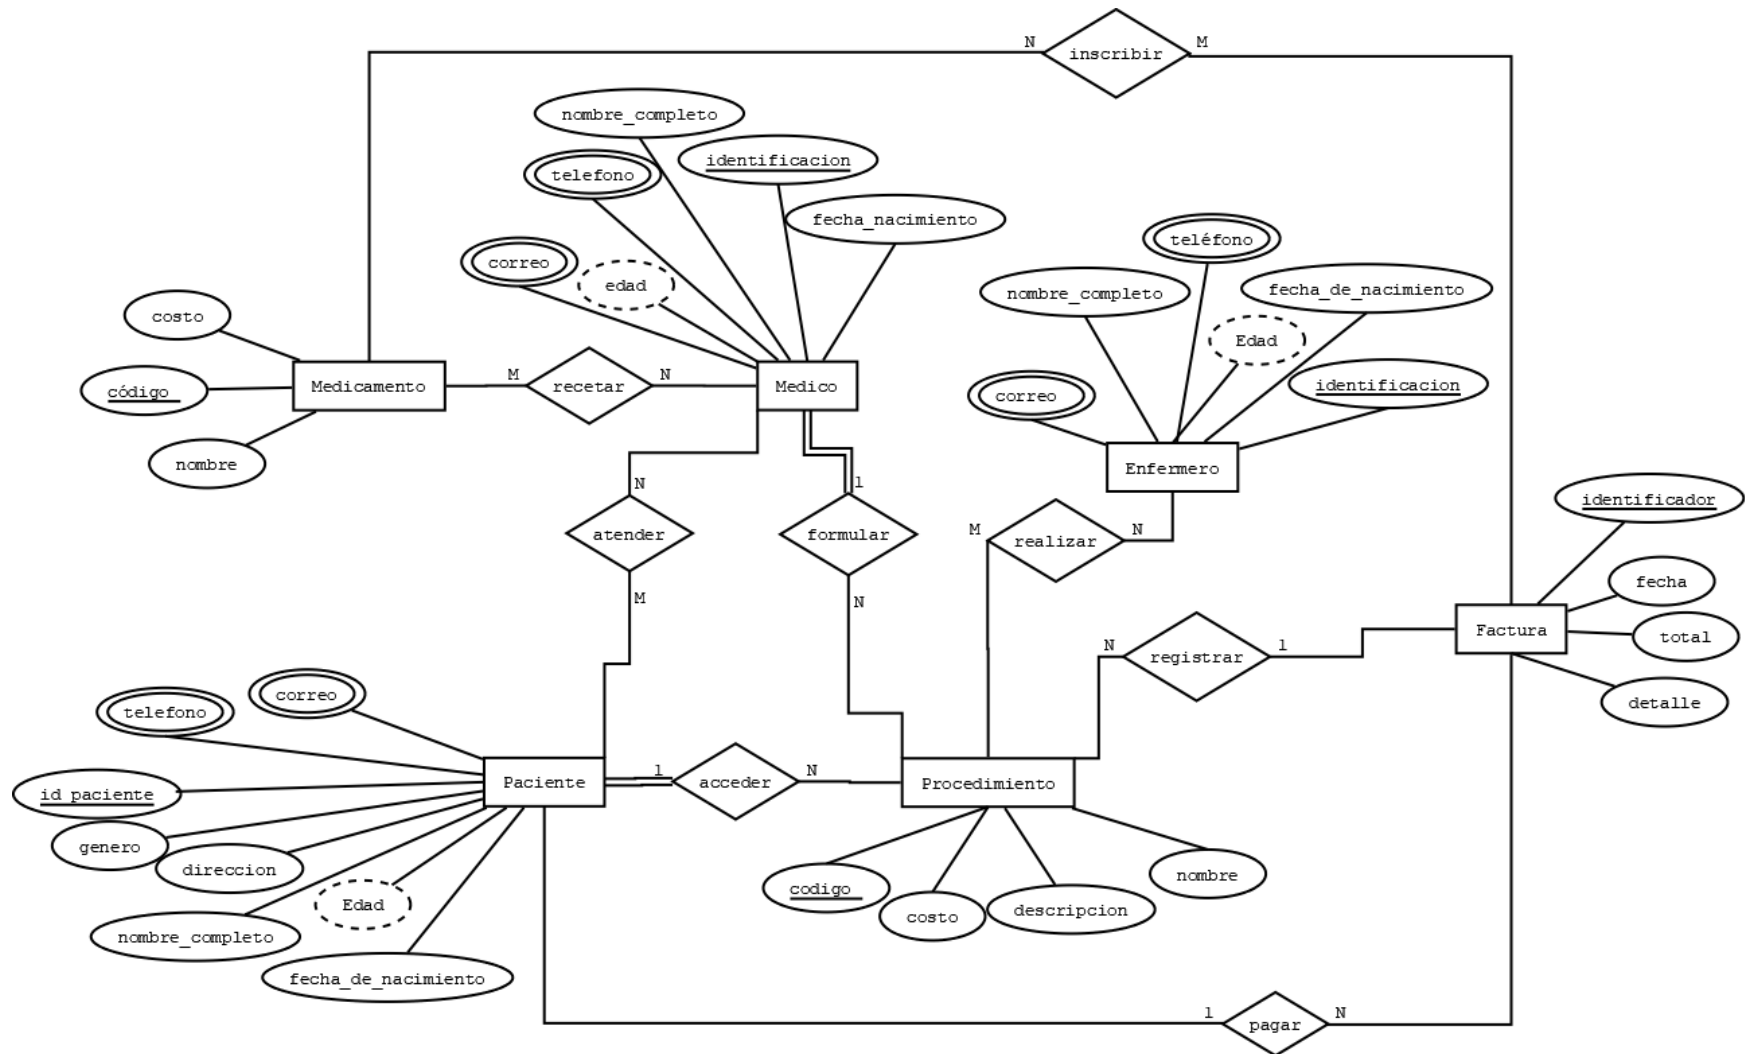 N
inscribir
M
nombre_completo
identificacion
telefono
fecha_nacimiento
correo
edad
teléfono
nombre_completo
fecha_de_nacimiento
costo
Edad
código
Medicamento
M
recetar
N
Medico
identificacion
correo
nombre
Enfermero
N
1
atender
formular
M
realizar
N
identificador
fecha
M
N
Factura
total
N
registrar
1
correo
telefono
detalle
Paciente
1
acceder
N
Procedimiento
id_paciente
genero
direccion
nombre
codigo
Edad
costo
descripcion
nombre_completo
fecha_de_nacimiento
1
pagar
N